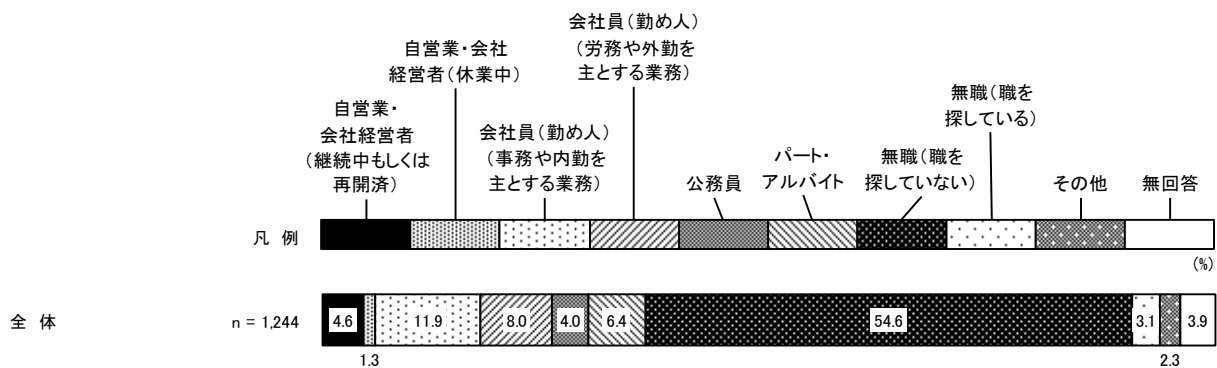 会社員（勤め人）
（労務や外勤を
主とする業務）
自営業・会社
経営者（休業中）
自営業・
会社経営者
（継続中もしくは
再開済）
会社員（勤め人）
（事務や内勤を
主とする業務）
公務員
パート・
アルバイト
無職（職を
探していない）
無職（職を
探している）
その他
無回答
凡 例
(%)
全 体
n = 1,244
4.6
1.3
11.9
8.0
4.0
6.4
54.6
3.1
2.3
3.9